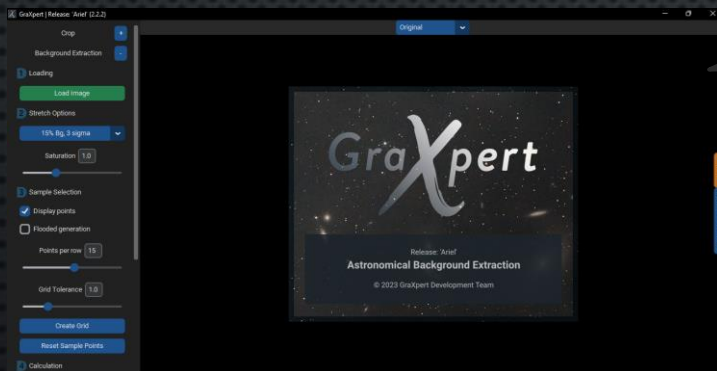 GraXpert | Release: 'Ariel' (2.2.2)
Crop
+
Background Extraction
-
Loading
Load Image
Stretch Options
15% Bg, 3 sigma
Saturation 1.0
Sample Selection
Display points
Flooded generation
Points per row 15
Grid Tolerance 1.0
Create Grid
Reset Sample Points
Calculation
Original
GraXpert
Release: 'Ariel'
Astronomical Background Extraction
© 2023 GraXpert Development Team